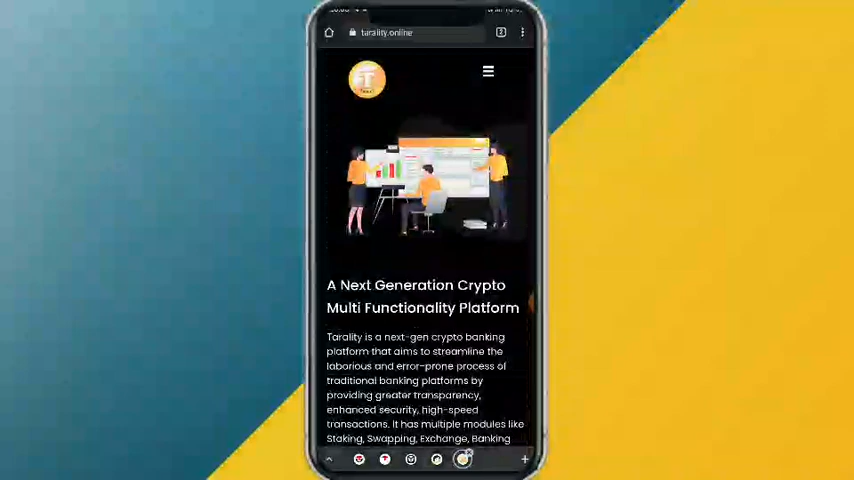 tarality.online
2
A Next Generation Crypto
Multi Functionality Platform
Tarality is a next-gen crypto banking
platform that aims to streamline the
laborious and error-prone process of
traditional banking platforms by
providing greater transparency,
enhanced security, high-speed
transactions. It has multiple modules like
Staking, Swapping, Exchange, Banking